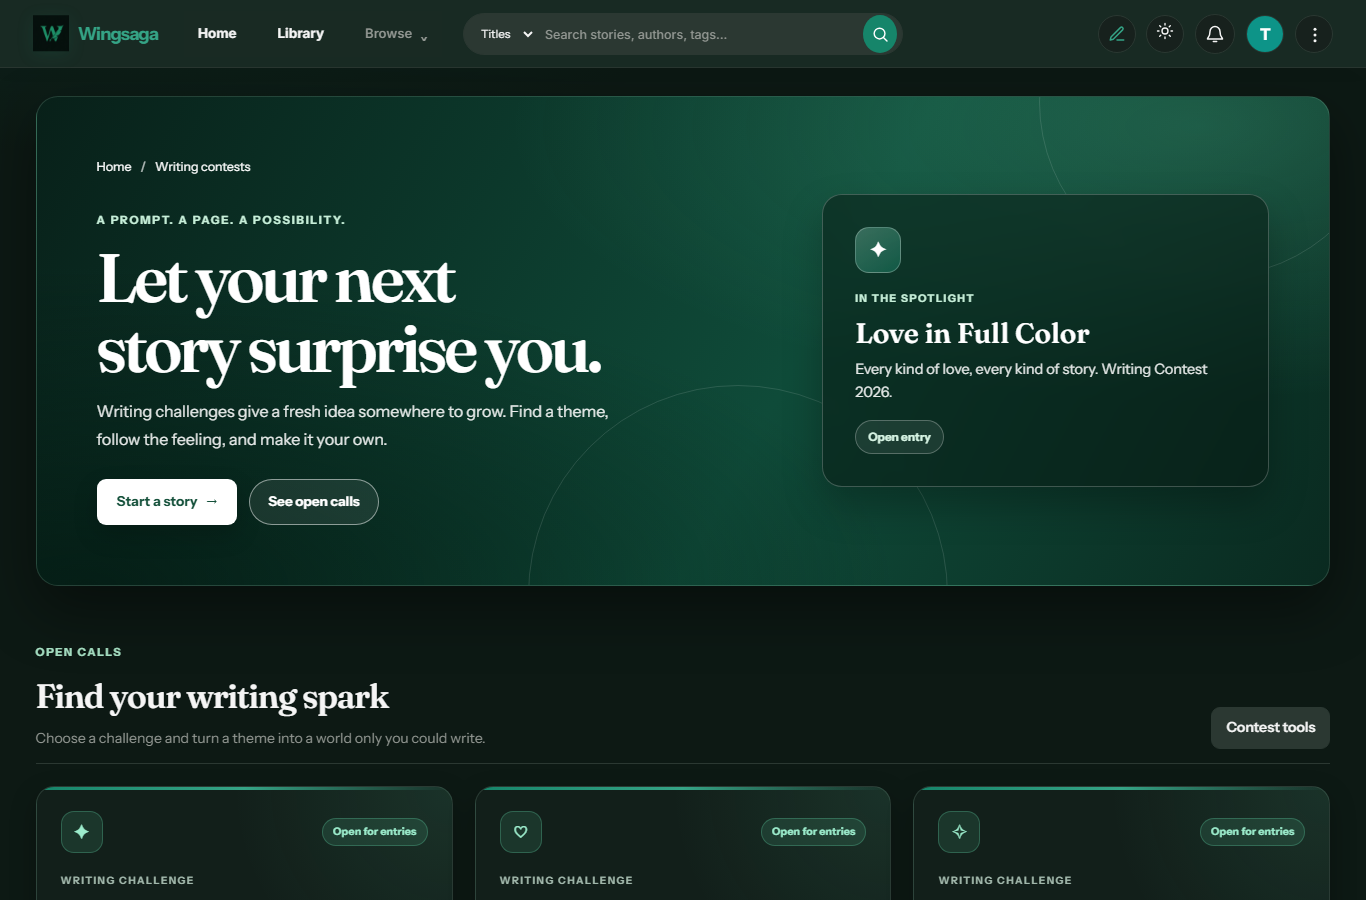 W Wingsaga Home Library Browse Titles Search stories, authors, tags... T
Home / Writing contests
A PROMPT. A PAGE. A POSSIBILITY.
Let your next
story surprise you.
Writing challenges give a fresh idea somewhere to grow. Find a theme,
follow the feeling, and make it your own.
Start a story →
See open calls
IN THE SPOTLIGHT
Love in Full Color
Every kind of love, every kind of story. Writing Contest
2026.
Open entry
OPEN CALLS
Find your writing spark
Choose a challenge and turn a theme into a world only you could write.
Contest tools
Open for entries
WRITING CHALLENGE
Open for entries
WRITING CHALLENGE
Open for entries
WRITING CHALLENGE